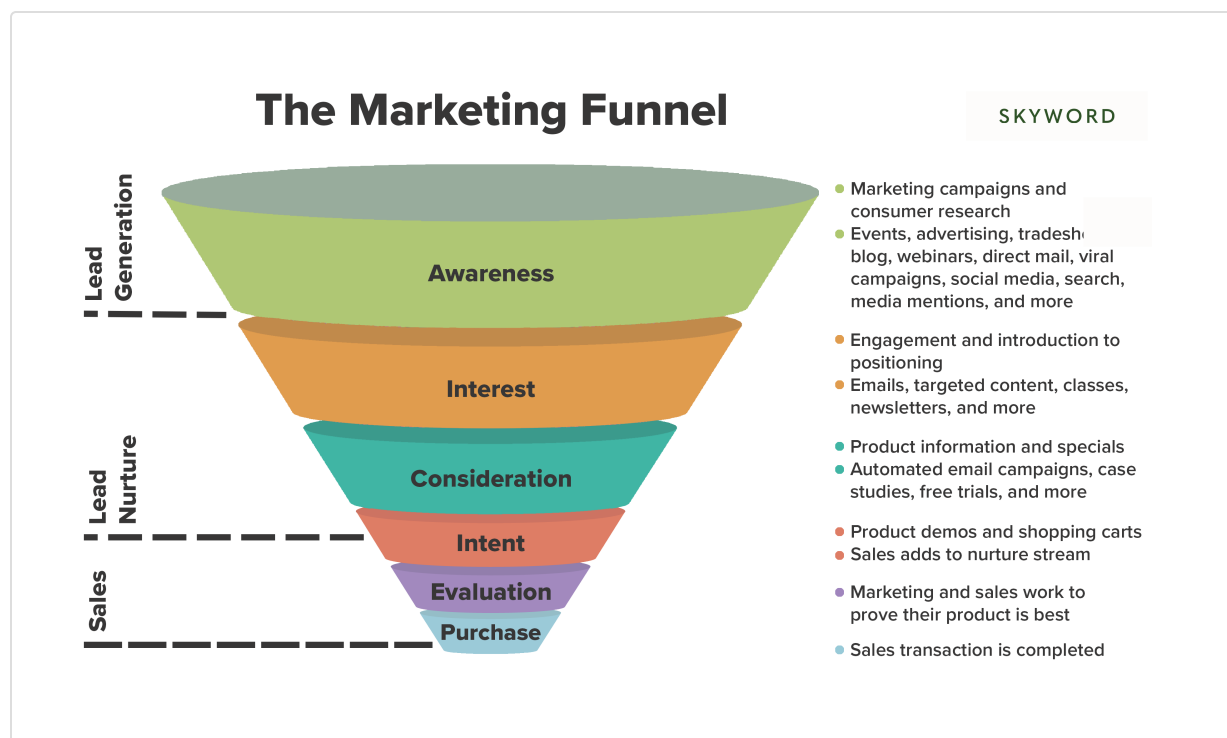 The Marketing Funnel
SKYWORD
Lead
Generation
Lead
Nurture
Sales
Awareness
Interest
Consideration
Intent
Evaluation
Purchase
Marketing campaigns and
consumer research
Events, advertising,
blog, webinars, direct mail, viral
campaigns, social media, search,
media mentions, and more
Engagement and introduction to
positioning
Emails, targeted content, classes,
newsletters, and more
Product information and specials
Automated email campaigns, case
studies, free trials, and more
Product demos and shopping carts
Sales adds to nurture stream
Marketing and sales work to
prove their product is best
Sales transaction is completed